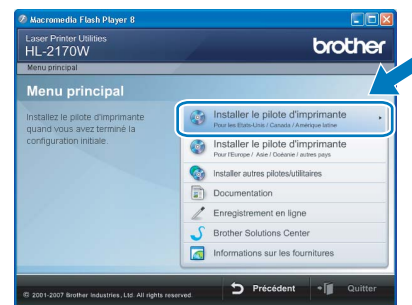 Macromedia Flash Player 8
Laser Printer Utilities
HL-2170W
brother
Menu principal
Menu principal
Installez le pilote d'imprimante
quand vous avez terminé la
configuration initiale.
Installer le pilote d'imprimante
Pour les Etats-Unis / Canada / Amérique latine
Installer le pilote d'imprimante
Pour l'Europe / Asie / Océanie / autres pays
Installer autres pilotes/utilitaires
Documentation
Enregistrement en ligne
Brother Solutions Center
Informations sur les fournitures
© 2001-2007 Brother Industries, Ltd. All rights reserved
Précédent
Quitter